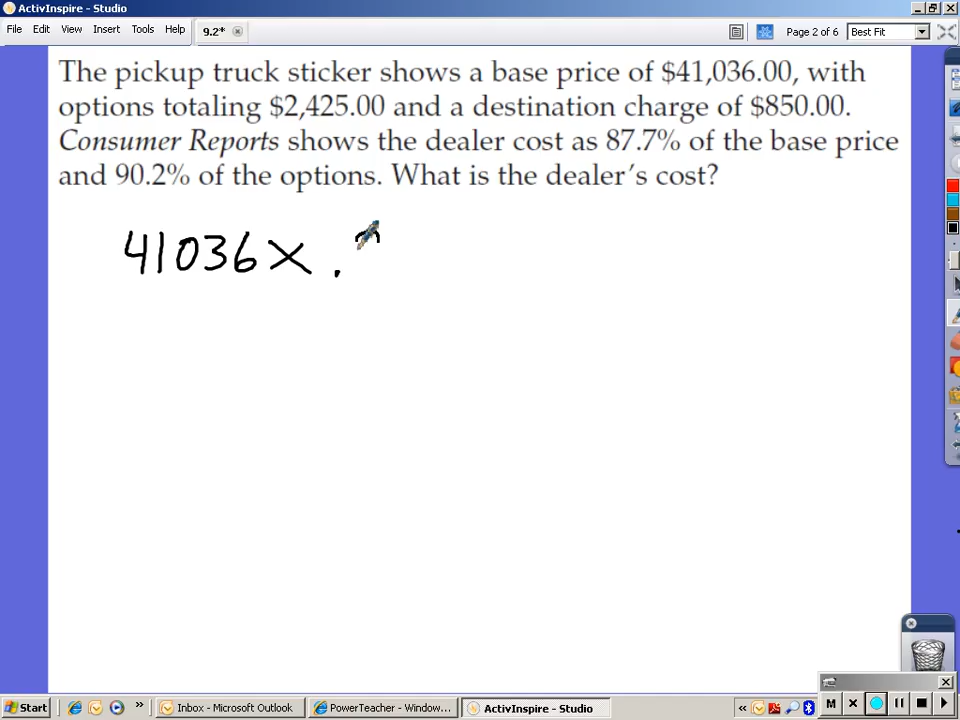 ActivInspire - Studio
File Edit View Insert Tools Help 9.2* Page 2 of 6 Best Fit
The pickup truck sticker shows a base price of $41,036.00, with
options totaling $2,425.00 and a destination charge of $850.00.
Consumer Reports shows the dealer cost as 87.7% of the base price
and 90.2% of the options. What is the dealer's cost?
41036 x .
Start Inbox - Microsoft Outlook PowerTeacher - Window... ActivInspire - Studio
M